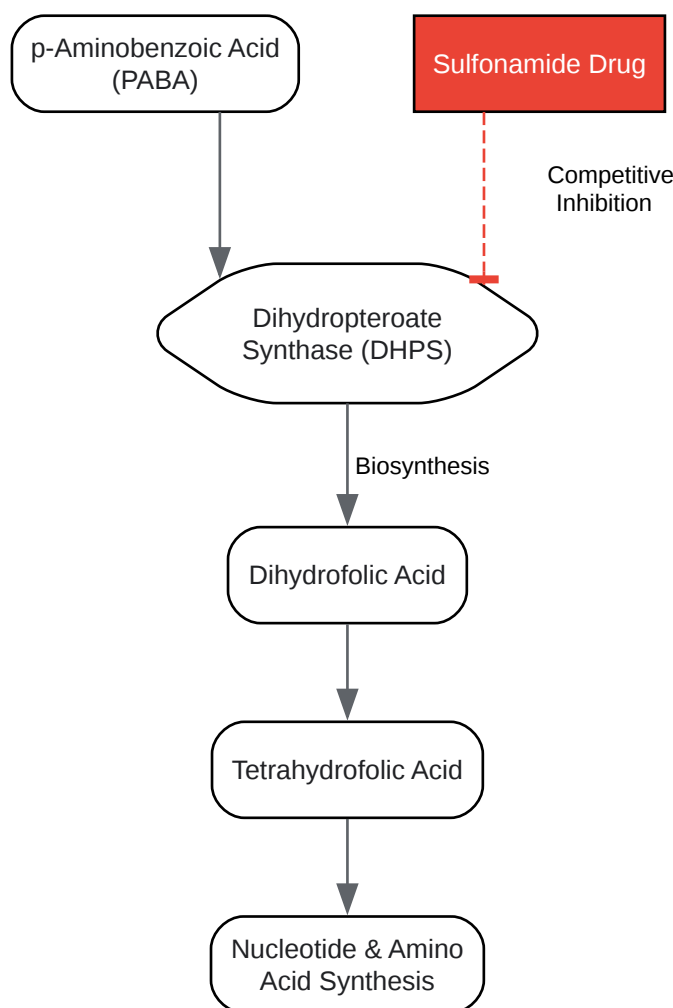 p-Aminobenzoic Acid
(PABA)
Sulfonamide Drug
Competitive
Inhibition
Dihydropteroate
Synthase (DHPS)
Biosynthesis
Dihydrofolic Acid
Tetrahydrofolic Acid
Nucleotide & Amino
Acid Synthesis